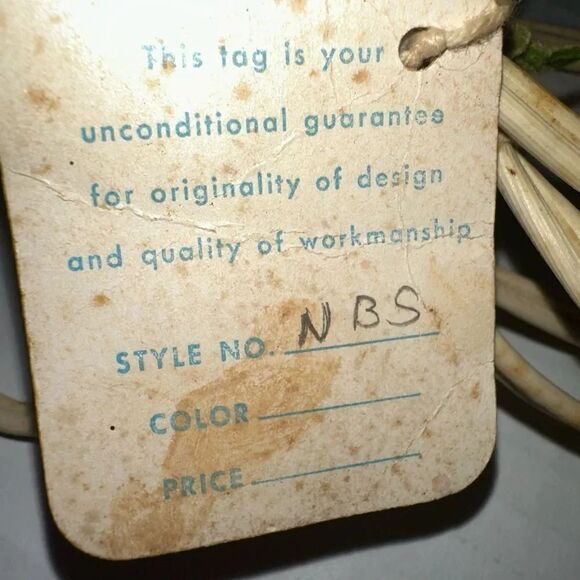 This tag is your
unconditional guarantee
for originality of design
and quality of workmanship
STYLE NO. NBS
COLOR
PRICE